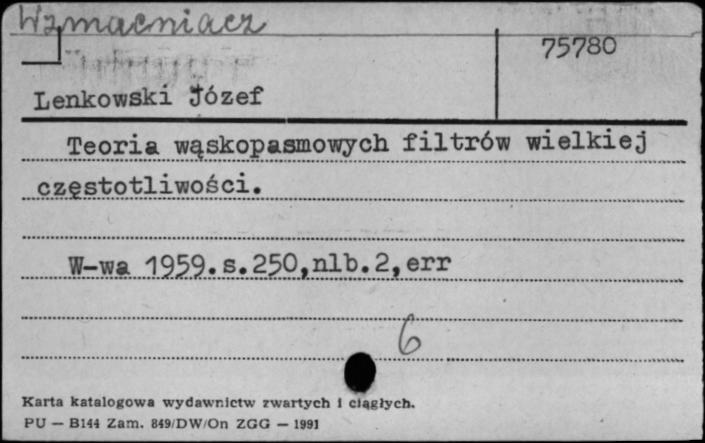 Wzmacniacz
75780
Lenkowski Józef
Teoria wąskopasmowych filtrów wielkiej
częstotliwości.
W-wa 1959.s.250,nlb.2,err
6
Karta katalogowa wydawnictw zwartych i ciągłych.
PU — B144 Zam. 849/DW/On ZGG — 1991